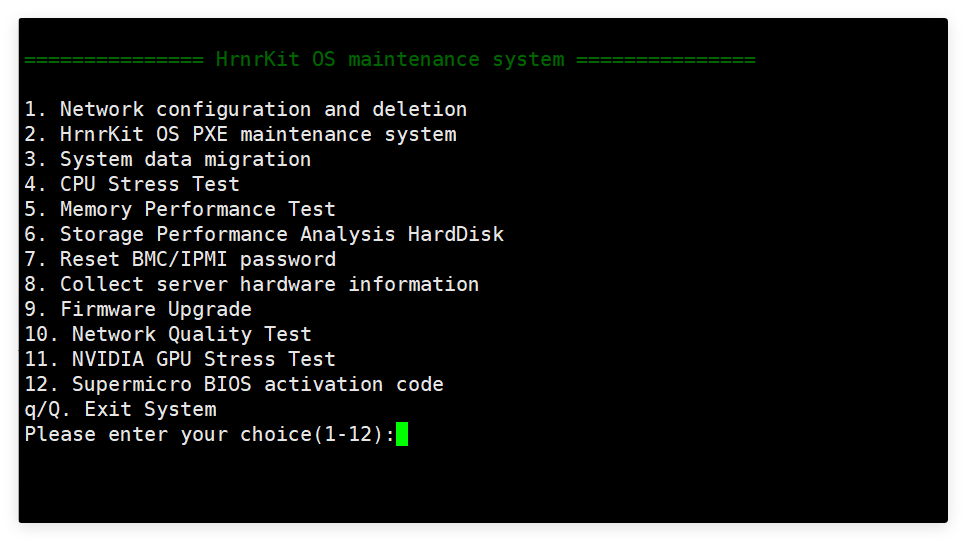 =============== HrnrKit OS maintenance system ===============
1. Network configuration and deletion
2. HrnrKit OS PXE maintenance system
3. System data migration
4. CPU Stress Test
5. Memory Performance Test
6. Storage Performance Analysis HardDisk
7. Reset BMC/IPMI password
8. Collect server hardware information
9. Firmware Upgrade
10. Network Quality Test
11. NVIDIA GPU Stress Test
12. Supermicro BIOS activation code
q/Q. Exit System
Please enter your choice(1-12):